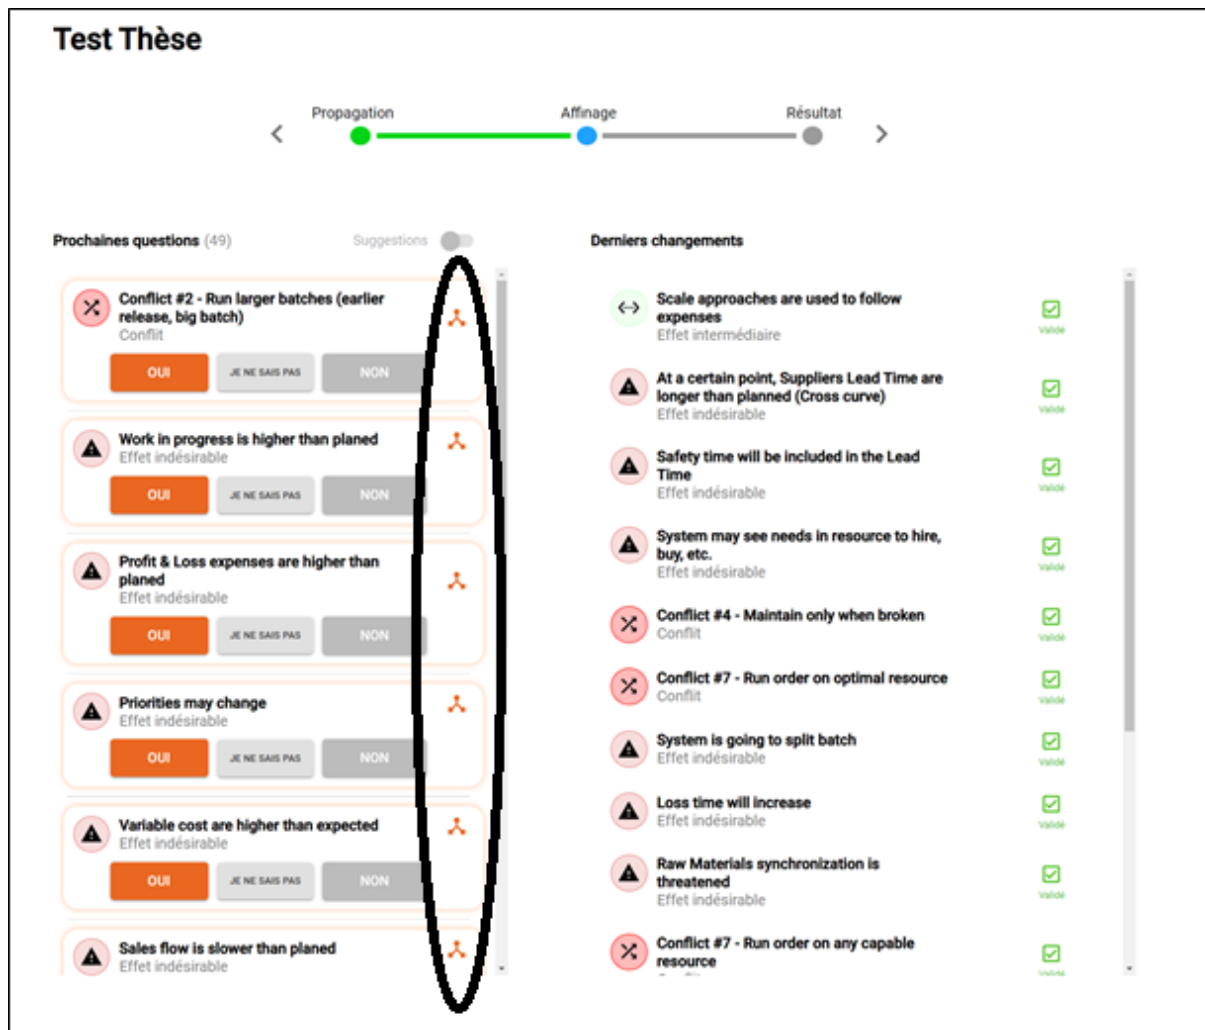 Test Thèse
Propagation
Affinage
Résultat
Prochaines questions (49)
Suggestions
Conflict #2 - Run larger batches (earlier
release, big batch)
Conflit
OUI
JE NE SAIS PAS
NON
Work in progress is higher than planed
Effet indésirable
OUI
JE NE SAIS PAS
NON
Profit & Loss expenses are higher than
planed
Effet indésirable
OUI
JE NE SAIS PAS
NON
Priorities may change
Effet indésirable
OUI
JE NE SAIS PAS
NON
Variable cost are higher than expected
Effet indésirable
OUI
JE NE SAIS PAS
NON
Sales flow is slower than planed
Effet indésirable
Derniers changements
Scale approaches are used to follow
expenses
Effet intermédiaire
Validé
At a certain point, Suppliers Lead Time are
longer than planned (Cross curve)
Effet indésirable
Validé
Safety time will be included in the Lead
Time
Effet indésirable
Validé
System may see needs in resource to hire,
buy, etc.
Effet indésirable
Validé
Conflict #4 - Maintain only when broken
Conflit
Validé
Conflict #7 - Run order on optimal resource
Conflit
Validé
System is going to split batch
Effet indésirable
Validé
Loss time will increase
Effet indésirable
Validé
Raw Materials synchronization is
threatened
Effet indésirable
Validé
Conflict #7 - Run order on any capable
resource
Conflit
Validé